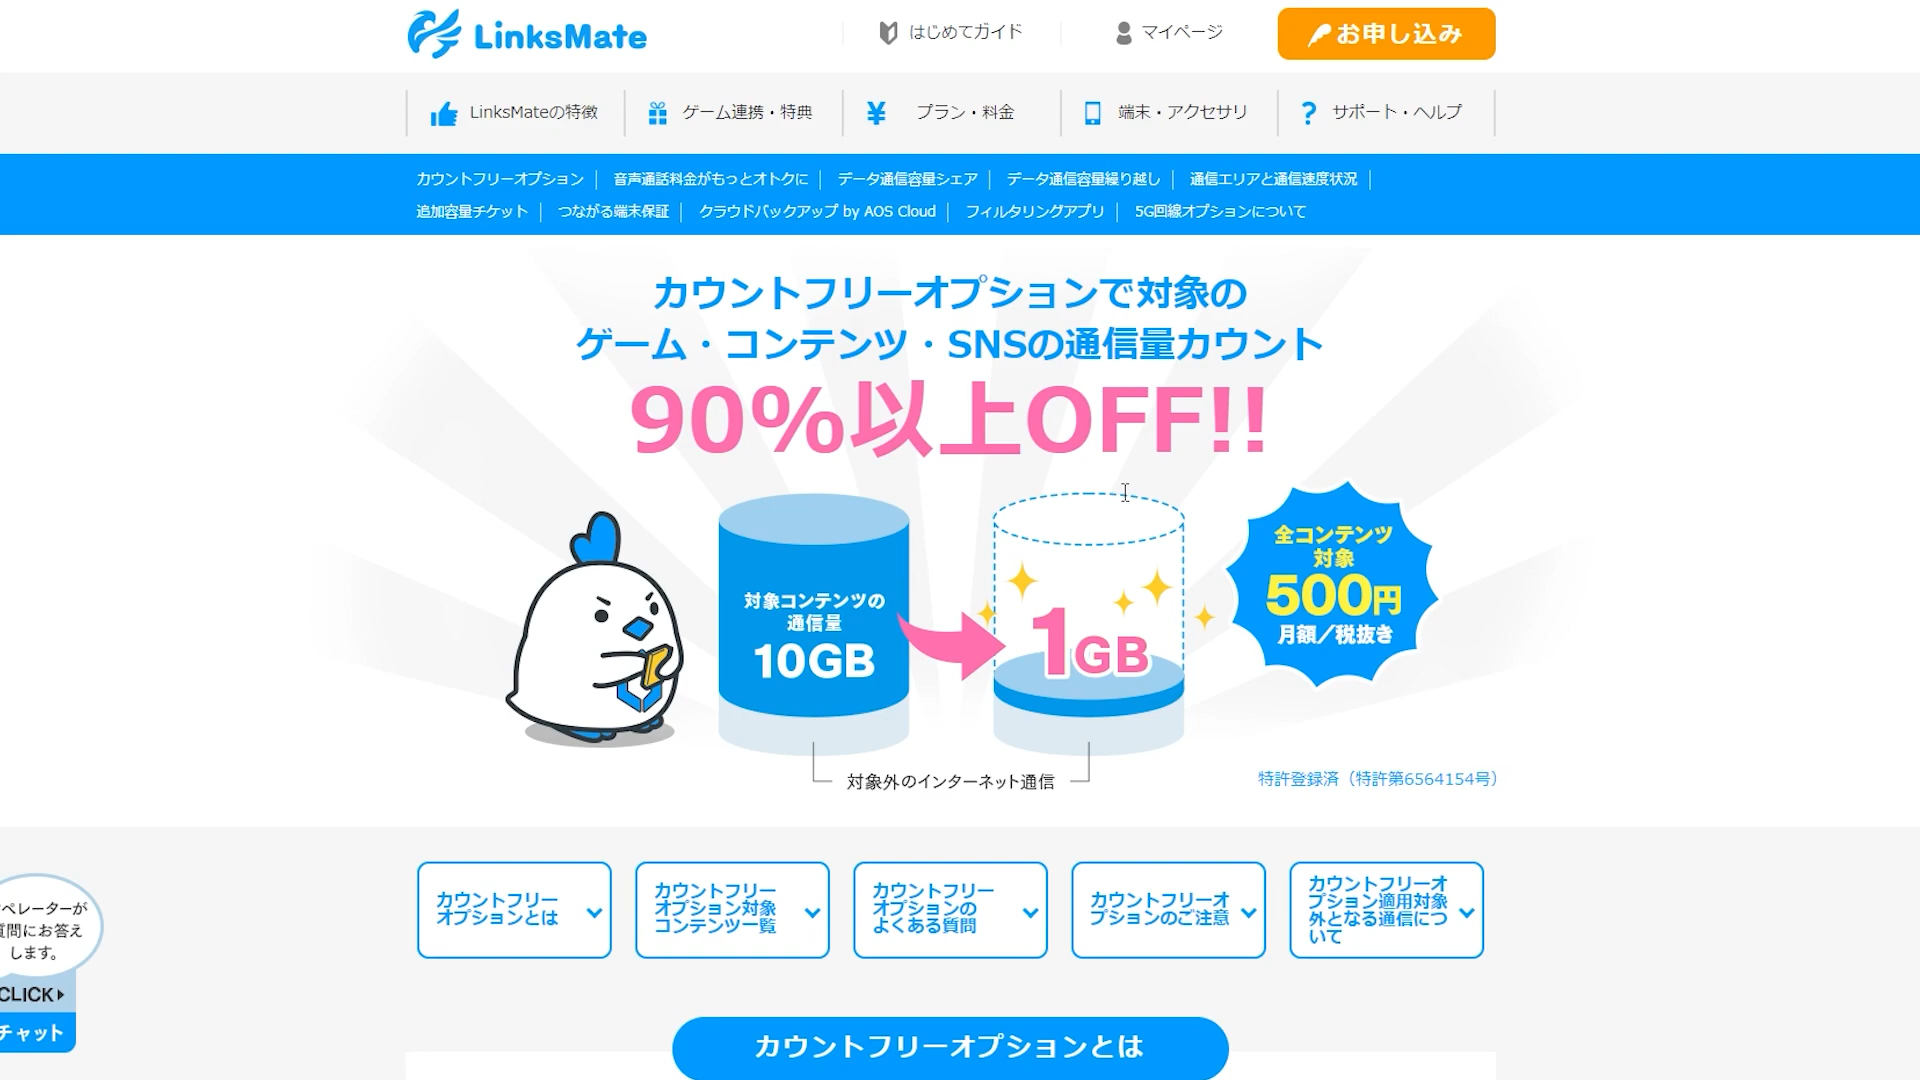 LinksMate
はじめてガイド
マイページ
お申し込み
LinksMateの特徴
ゲーム連携・特典
プラン・料金
端末・アクセサリ
サポート・ヘルプ
カウントフリーオプション
音声通話料金がもっとオトクに
データ通信容量シェア
データ通信容量繰り越し
通信エリアと通信速度状況
追加容量チケット
つながる端末保証
クラウドバックアップ by AOS Cloud
フィルタリングアプリ
5G回線オプションについて
カウントフリーオプションで対象の
ゲーム・コンテンツ・SNSの通信量カウント
90%以上OFF!!
対象コンテンツの
通信量
10GB
1GB
全コンテンツ
対象
500円
月額/税抜き
対象外のインターネット通信
特許登録済（特許第6564154号）
カウントフリー
オプションとは
カウントフリー
オプション対象
コンテンツ一覧
カウントフリー
オプションの
よくある質問
カウントフリーオ
プションのご注意
カウントフリーオ
プション適用対象
外となる通信につ
いて
ペレーターが
質問にお答え
します。
CLICK
チャット
カウントフリーオプションとは